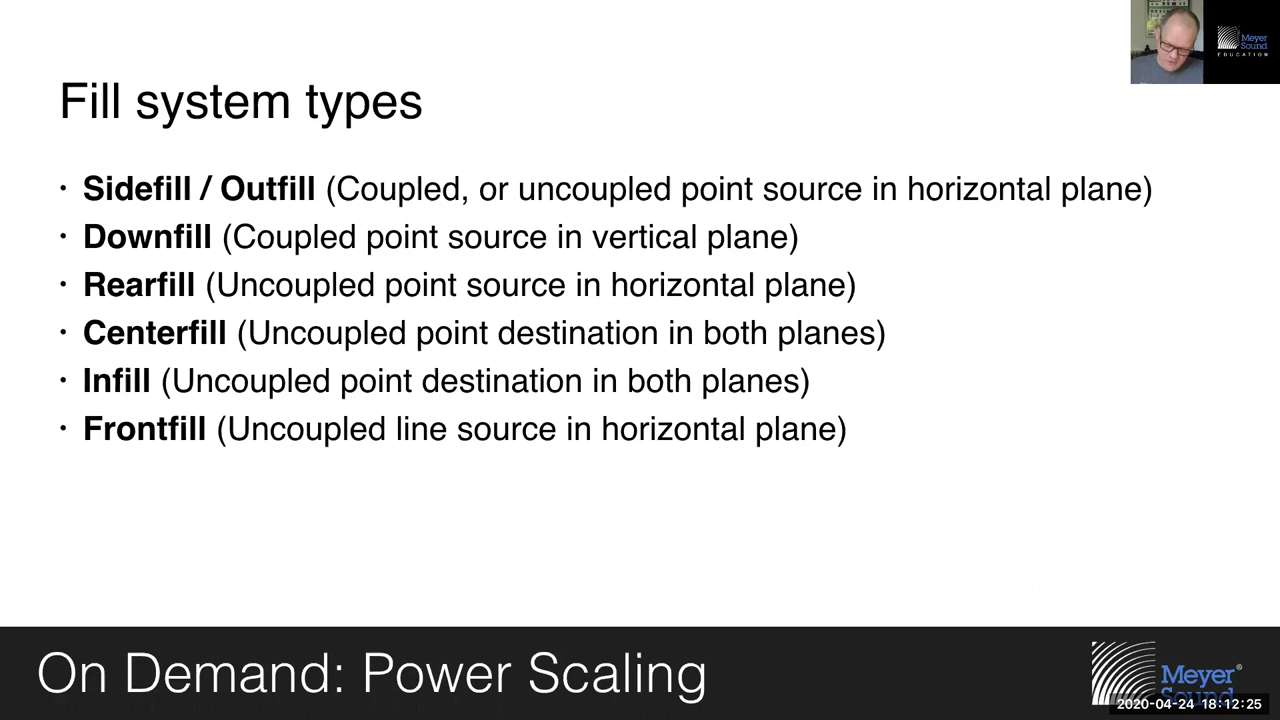 Meyer
Sound
EDUCATION
Fill system types
• Sidefill / Outfill (Coupled, or uncoupled point source in horizontal plane)
• Downfill (Coupled point source in vertical plane)
• Rearfill (Uncoupled point source in horizontal plane)
• Centerfill (Uncoupled point destination in both planes)
• Infill (Uncoupled point destination in both planes)
• Frontfill (Uncoupled line source in horizontal plane)
On Demand: Power Scaling
Meyer®
Sound
2020-04-24 18:12:25